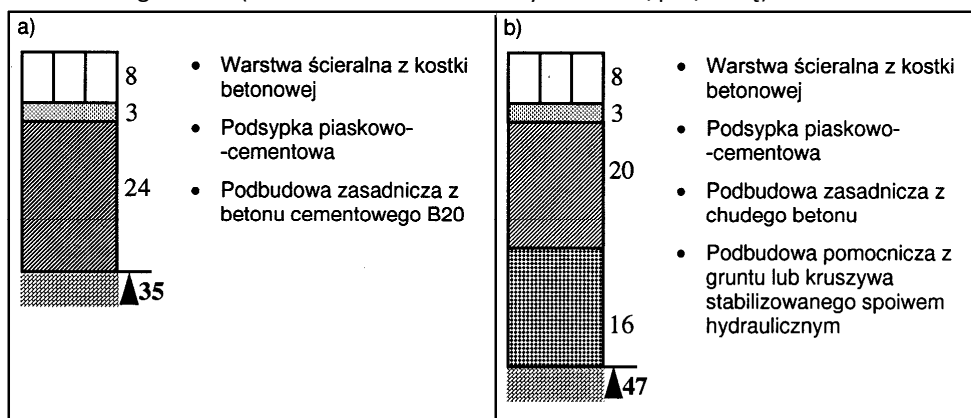 a)
8
3
24
35
• Warstwa ścieralna z kostki
betonowej
• Podsypka piaskowo-
-cementowa
• Podbudowa zasadnicza z
betonu cementowego B20
b)
8
3
20
16
47
• Warstwa ścieralna z kostki
betonowej
• Podsypka piaskowo-
-cementowa
• Podbudowa zasadnicza z
chudego betonu
• Podbudowa pomocnicza z
gruntu lub kruszywa
stabilizowanego spoiwem
hydraulicznym